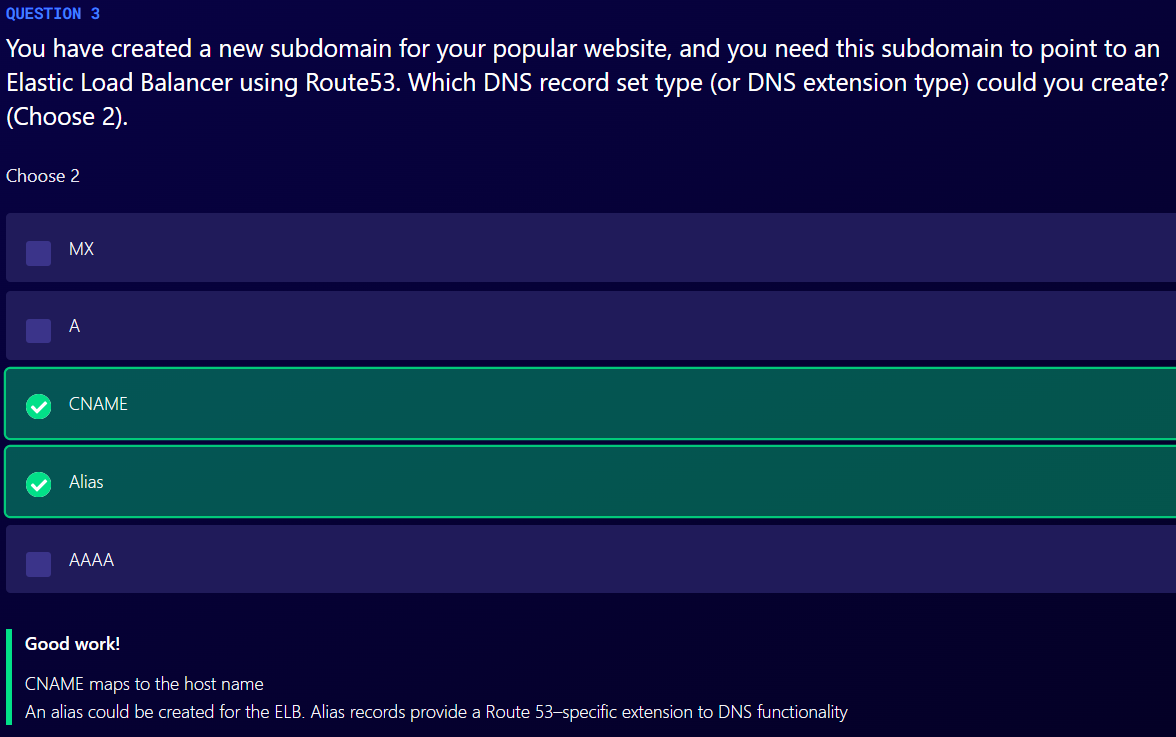 QUESTION 3
You have created a new subdomain for your popular website, and you need this subdomain to point to an
Elastic Load Balancer using Route53. Which DNS record set type (or DNS extension type) could you create?
(Choose 2).
Choose 2
MX
A
CNAME
Alias
AAAA
Good work!
CNAME maps to the host name
An alias could be created for the ELB. Alias records provide a Route 53–specific extension to DNS functionality